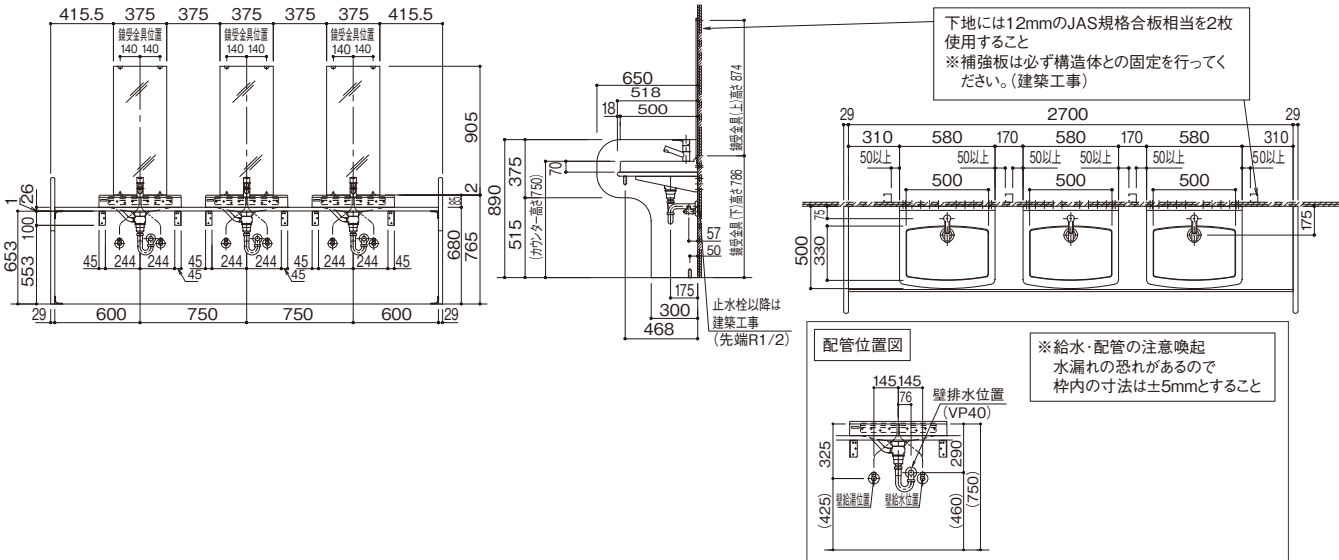 415.5 375 375 375 375 375 415.5
鏡受金具位置 鏡受金具位置 鏡受金具位置
140 140 140 140 140 140
905
2
1
26
100
653
553
85
680
765
45 244 244 45 244 244 45 244 244 45
45 45
29 600 750 750 600 29
650
518
18 500
70
890
375
515
(カウンター高さ750)
鏡受金具(上)高さ874
鏡受金具(下)高さ786
57
50
175
300
468
止水栓以降は
建築工事
(先端R1/2)
下地には12mmのJAS規格合板相当を2枚
使用すること
※補強板は必ず構造体との固定を行ってく
ださい。(建築工事)
29 2700 29
310 580 170 580 170 580 310
50以上 50以上 50以上 50以上 50以上 50以上
500 500 500
75
175
500
330
配管位置図
※給水・配管の注意喚起
水漏れの恐れがあるので
枠内の寸法は±5mmとすること
145 145
76
壁排水位置
(VP40)
325
290
(750)
壁給湯位置 壁給水位置
(425)
(460)